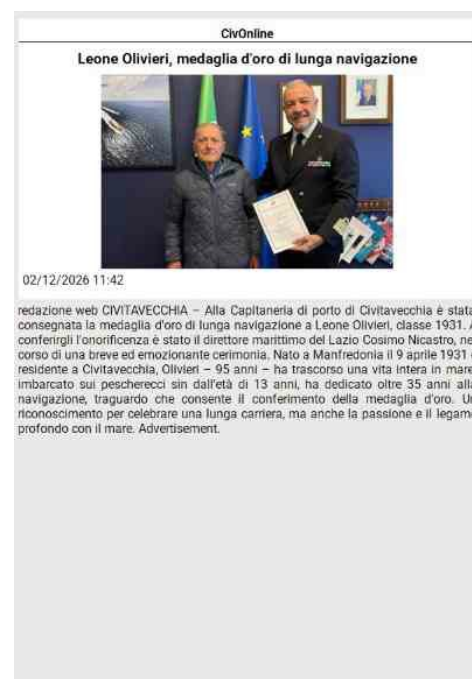 CivOnline
Leone Olivieri, medaglia d'oro di lunga navigazione
02/12/2026 11:42
redazione web CIVITAVECCHIA – Alla Capitaneria di porto di Civitavecchia è stata
consegnata la medaglia d'oro di lunga navigazione a Leone Olivieri, classe 1931.
conferirgli l'onorificenza è stato il direttore marittimo del Lazio Cosimo Nicastro,
corso di una breve ed emozionante cerimonia. Nato a Manfredonia il 9 aprile 1931
residente a Civitavecchia, Olivieri – 95 anni – ha trascorso una vita intera in mare
imbarcato sui pescherecci sin dall'età di 13 anni, ha dedicato oltre 35 anni
navigazione, traguardo che consente il conferimento della medaglia d'oro.
riconoscimento per celebrare una lunga carriera, ma anche la passione e il
profondo con il mare. Advertisement.